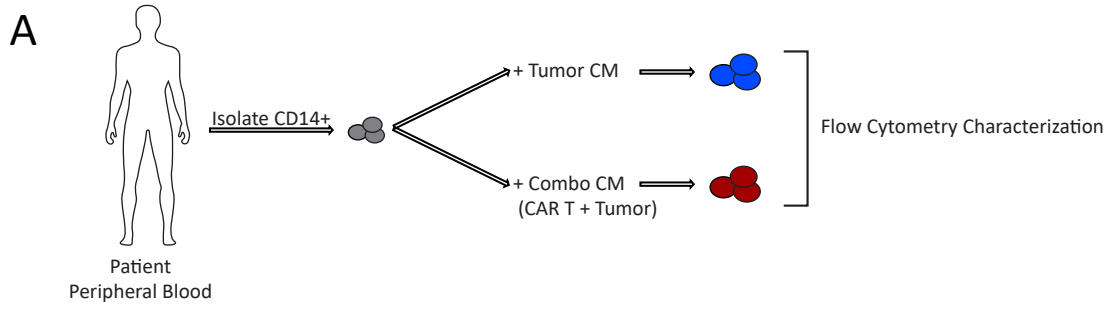 A
Isolate CD14+
+ Tumor CM
+ Combo CM
(CAR T + Tumor)
Flow Cytometry Characterization
Patient
Peripheral Blood